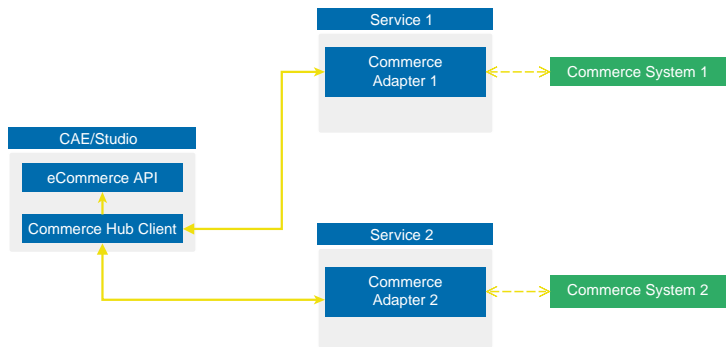 Service 1
Commerce
Adapter 1
Commerce System 1
CAE/Studio
eCommerce API
Commerce Hub Client
Service 2
Commerce
Adapter 2
Commerce System 2